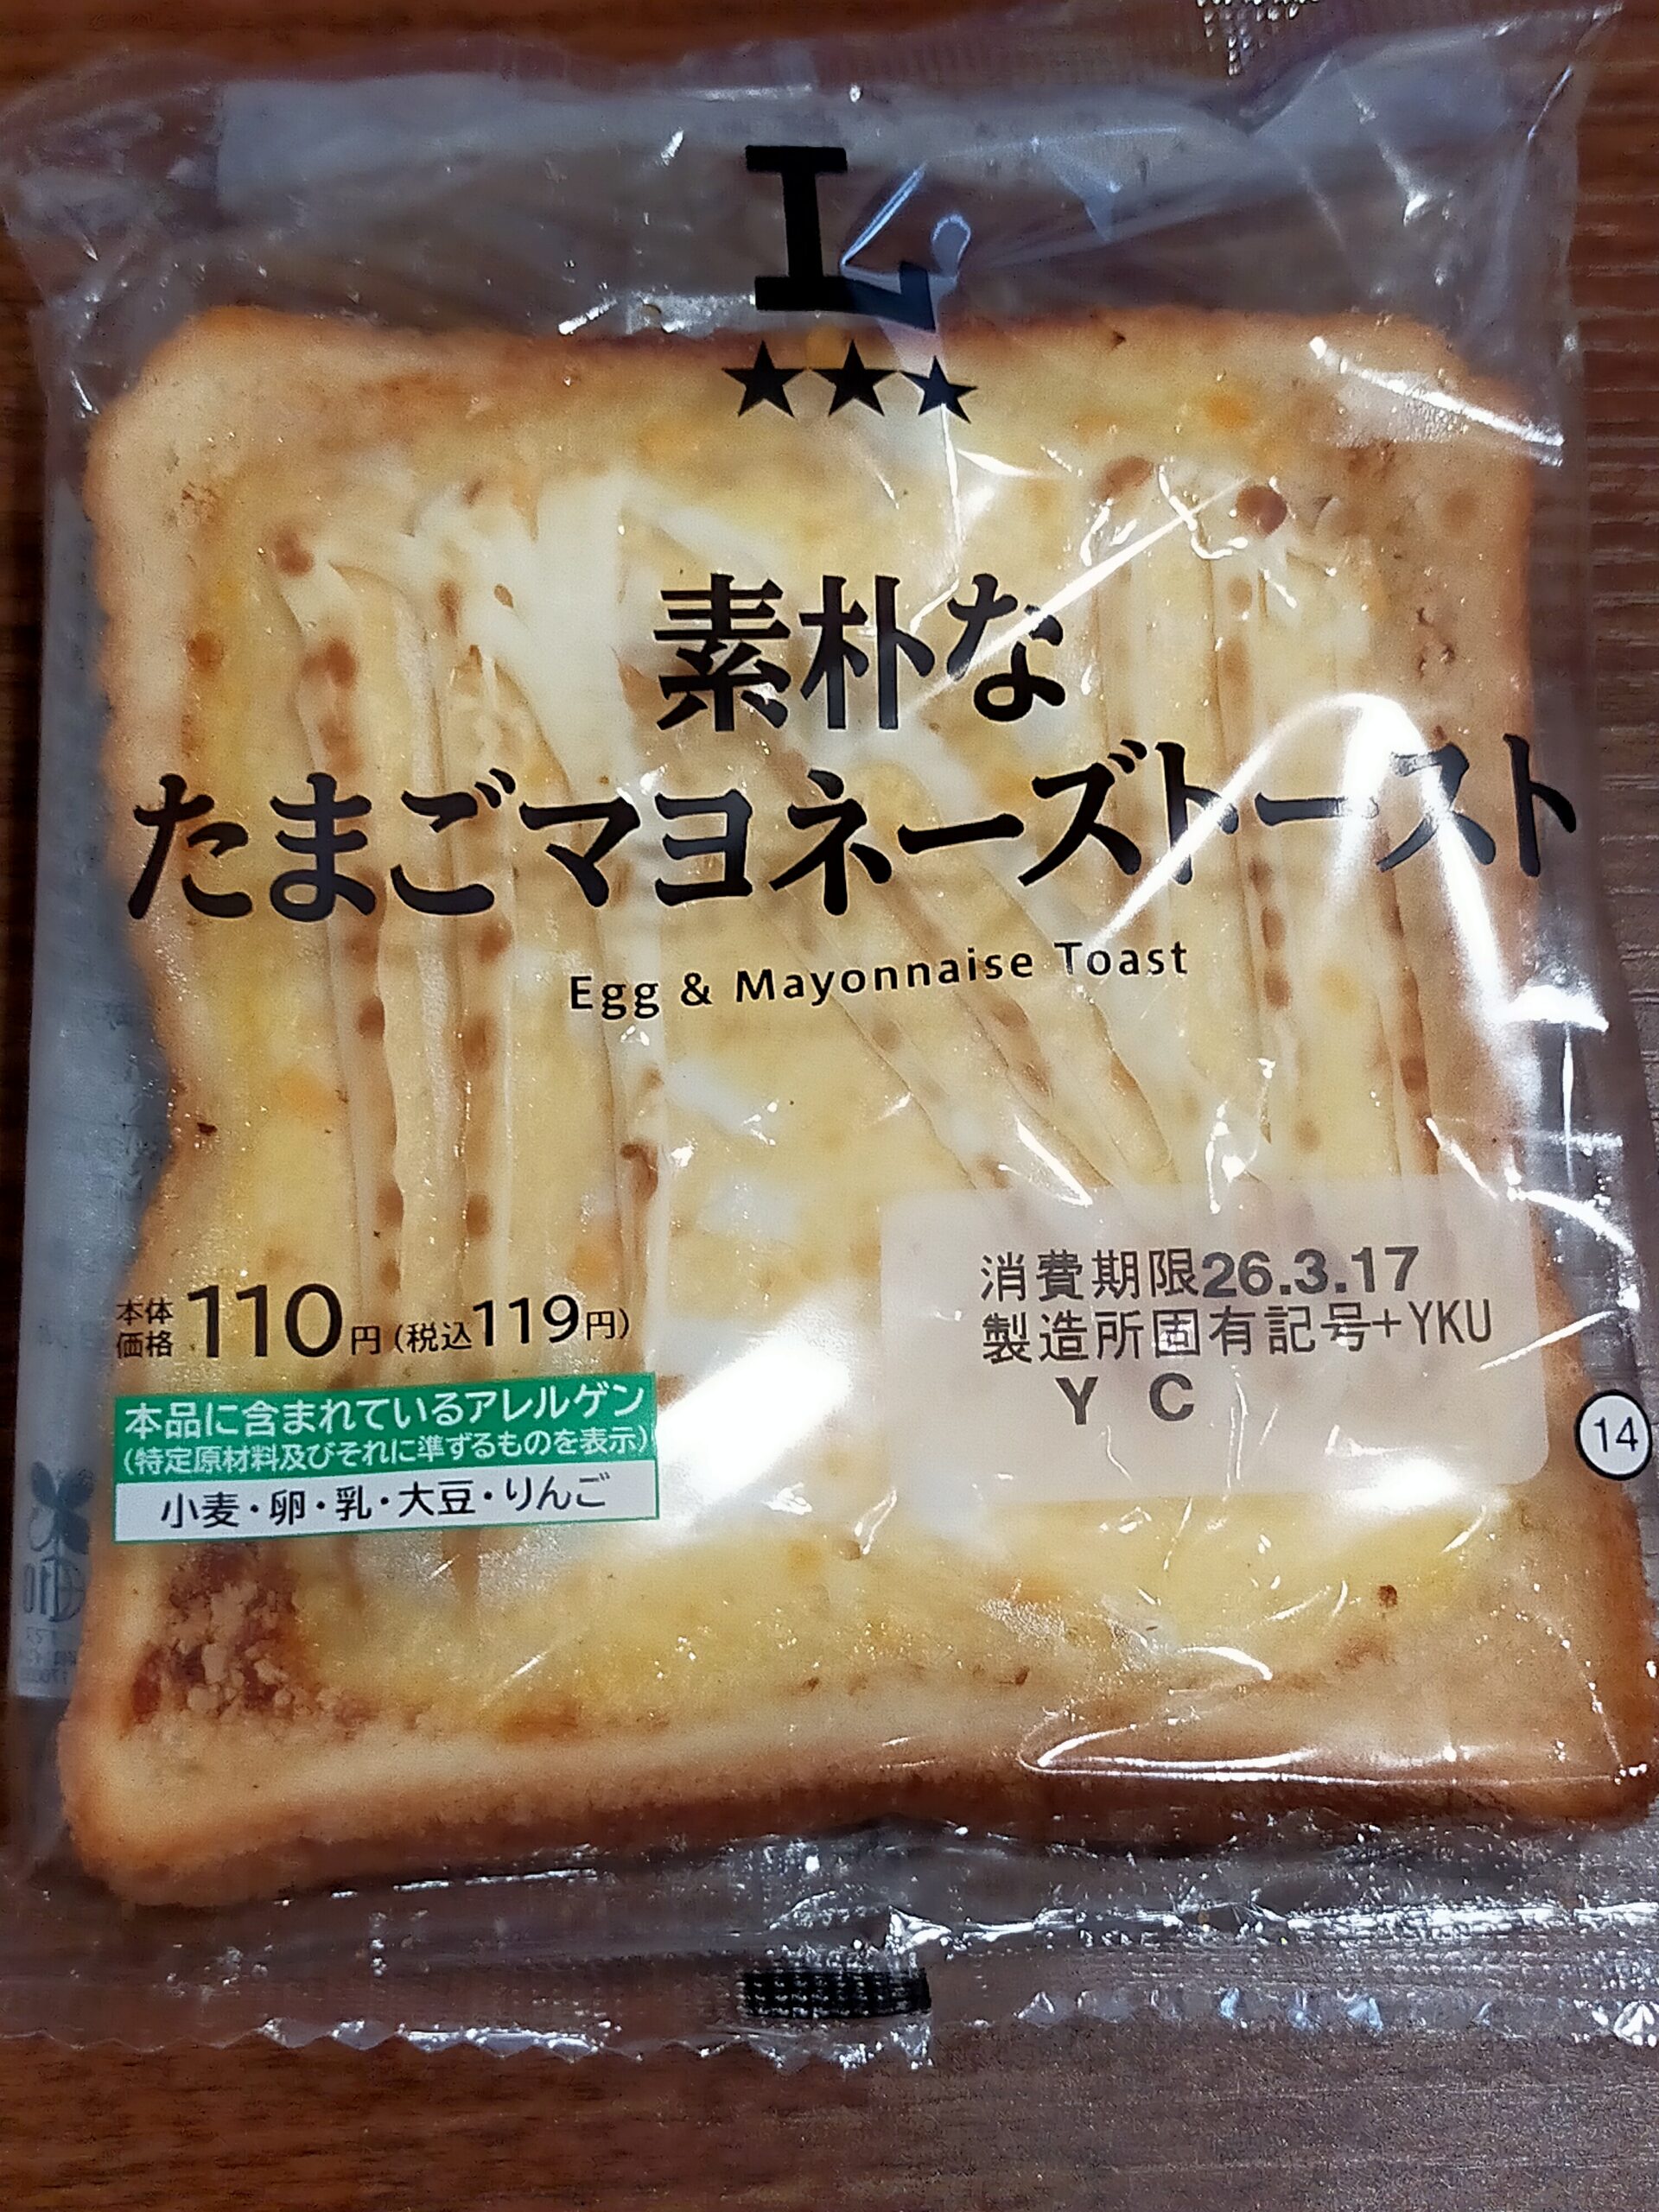 L
★★★
素朴な
たまごマヨネーズトースト
Egg & Mayonnaise Toast
本体価格 110円(税込119円)
本品に含まれているアレルゲン
(特定原材料及びそれに準ずるものを表示)
小麦・卵・乳・大豆・りんご
消費期限26.3.17
製造所固有記号+YKU
Y C
14